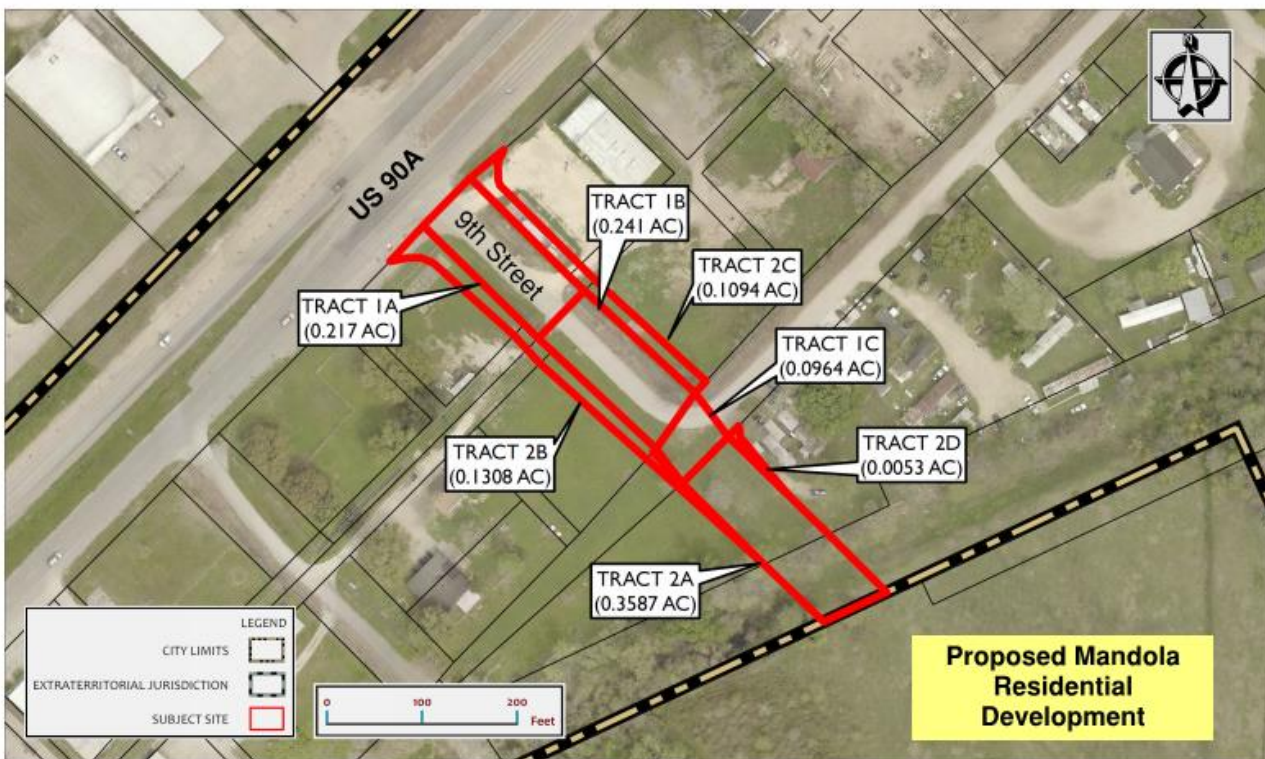 N
US 90A
9th Street
TRACT 1B
(0.241 AC)
TRACT 2C
(0.1094 AC)
TRACT 1A
(0.217 AC)
TRACT 1C
(0.0964 AC)
TRACT 2B
(0.1308 AC)
TRACT 2D
(0.0053 AC)
TRACT 2A
(0.3587 AC)
LEGEND
CITY LIMITS
EXTRATERRITORIAL JURISDICTION
SUBJECT SITE
0 100 200
Feet
Proposed Mandola
Residential
Development